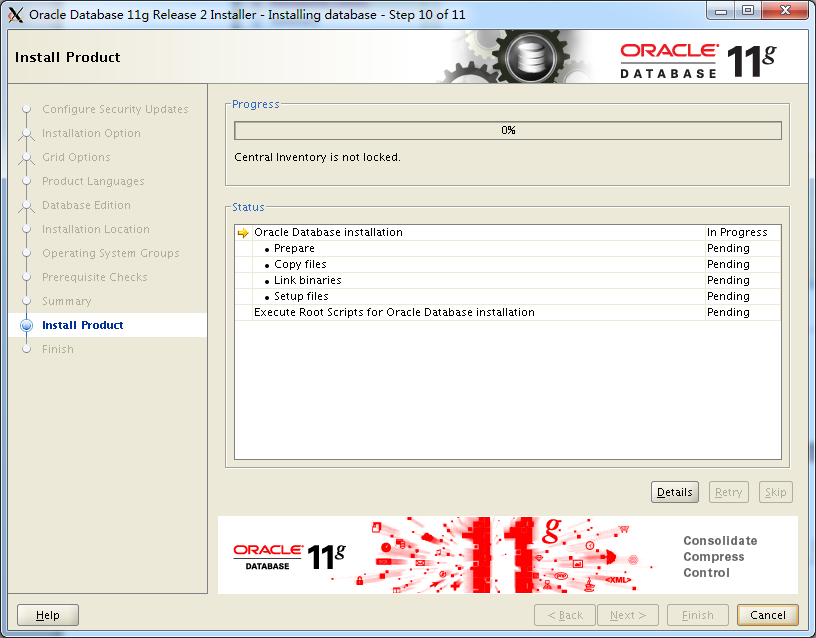 Oracle Database 11g Release 2 Installer - Installing database - Step 10 of 11
Install Product
ORACLE
DATABASE
11g
Configure Security Updates
Installation Option
Grid Options
Product Languages
Database Edition
Installation Location
Operating System Groups
Prerequisite Checks
Summary
Install Product
Finish
Progress
0%
Central Inventory is not locked.
Status
Oracle Database installation In Progress
• Prepare Pending
• Copy files Pending
• Link binaries Pending
• Setup files Pending
Execute Root Scripts for Oracle Database installation Pending
Details Retry Skip
ORACLE
DATABASE
11g
11g
<XML>
Consolidate
Compress
Control
Help < Back Next > Finish Cancel